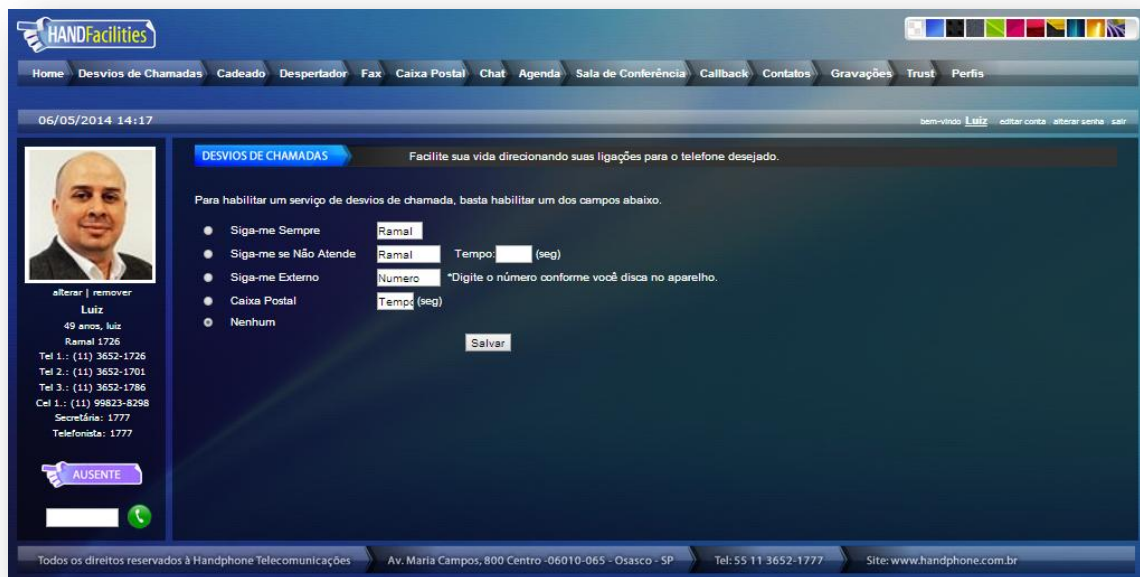 HANDFacilities
Home Desvios de Chamadas Cadeado Despertador Fax Caixa Postal Chat Agenda Sala de Conferência Callback Contatos Gravações Trust Perfis
06/05/2014 14:17
bem-vindo Luiz editar conta alterar senha sair
DESVIOS DE CHAMADAS Facilite sua vida direcionando suas ligações para o telefone desejado.
Para habilitar um serviço de desvios de chamada, basta habilitar um dos campos abaixo.
Siga-me Sempre Ramal
Siga-me se Não Atende Ramal Tempo: (seg)
Siga-me Externo Numero *Digite o número conforme você disca no aparelho.
Caixa Postal Tempo (seg)
Nenhum
Salvar
alterar | remover
Luiz
49 anos, luiz
Ramal 1726
Tel 1.: (11) 3652-1726
Tel 2.: (11) 3652-1701
Tel 3.: (11) 3652-1786
Cel 1.: (11) 99823-8298
Secretária: 1777
Telefonista: 1777
AUSENTE
Todos os direitos reservados à Handphone Telecomunicações Av. Maria Campos, 800 Centro -06010-065 - Osasco - SP Tel: 55 11 3652-1777 Site: www.handphone.com.br